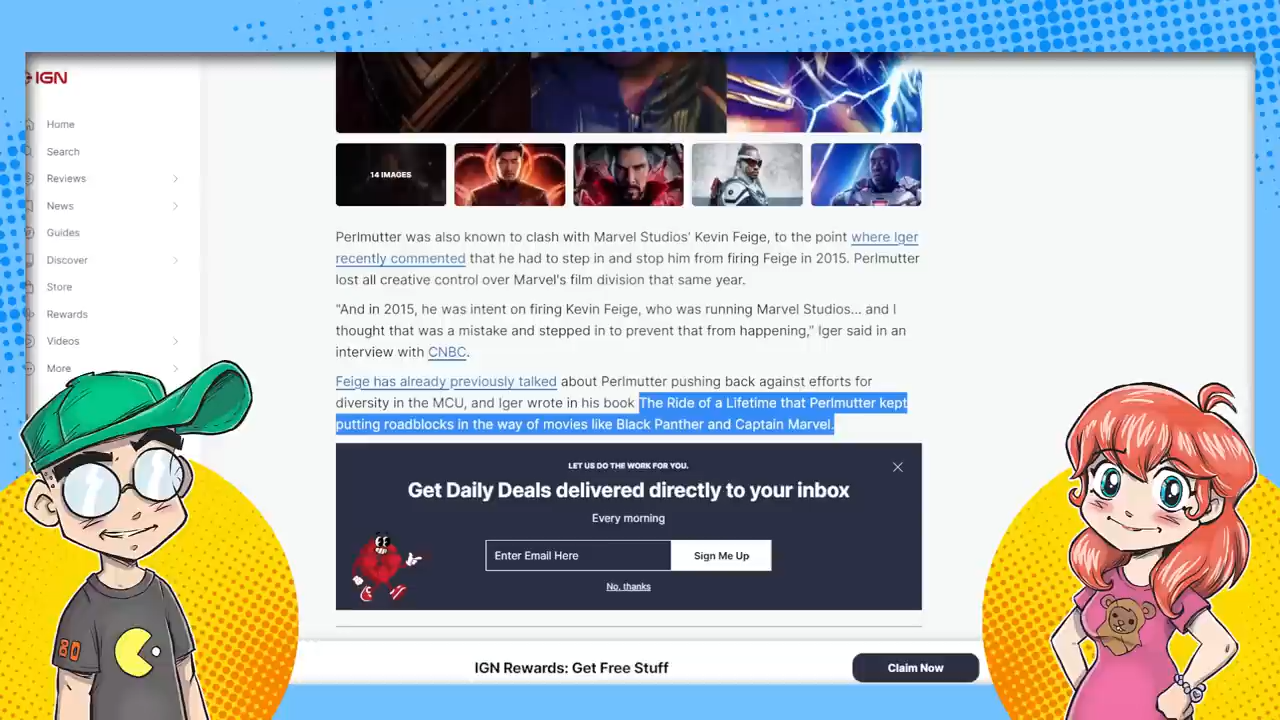 IGN
Home
Search
Reviews
News
Guides
Discover
Store
Rewards
Videos
More
14 IMAGES
Perlmutter was also known to clash with Marvel Studios' Kevin Feige, to the point where Iger
recently commented that he had to step in and stop him from firing Feige in 2015. Perlmutter
lost all creative control over Marvel's film division that same year.
"And in 2015, he was intent on firing Kevin Feige, who was running Marvel Studios... and I
thought that was a mistake and stepped in to prevent that from happening," Iger said in an
interview with CNBC.
Feige has already previously talked about Perlmutter pushing back against efforts for
diversity in the MCU, and Iger wrote in his book The Ride of a Lifetime that Perlmutter kept
putting roadblocks in the way of movies like Black Panther and Captain Marvel.
LET US DO THE WORK FOR YOU.
Get Daily Deals delivered directly to your inbox
Every morning
Enter Email Here
Sign Me Up
No, thanks
IGN Rewards: Get Free Stuff
Claim Now
80